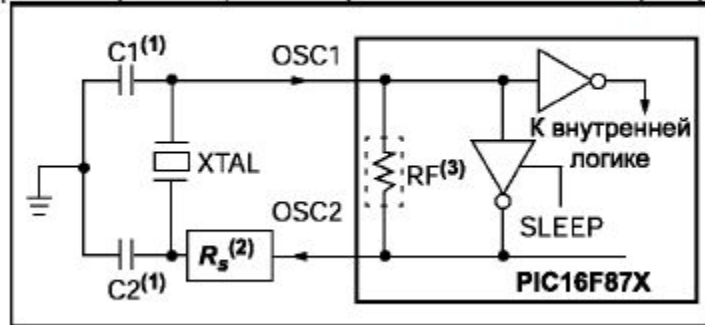 C1(1)
OSC1
К внутренней
логике
XTAL
RF(3)
OSC2
SLEEP
Rs(2)
C2(1)
PIC16F87X